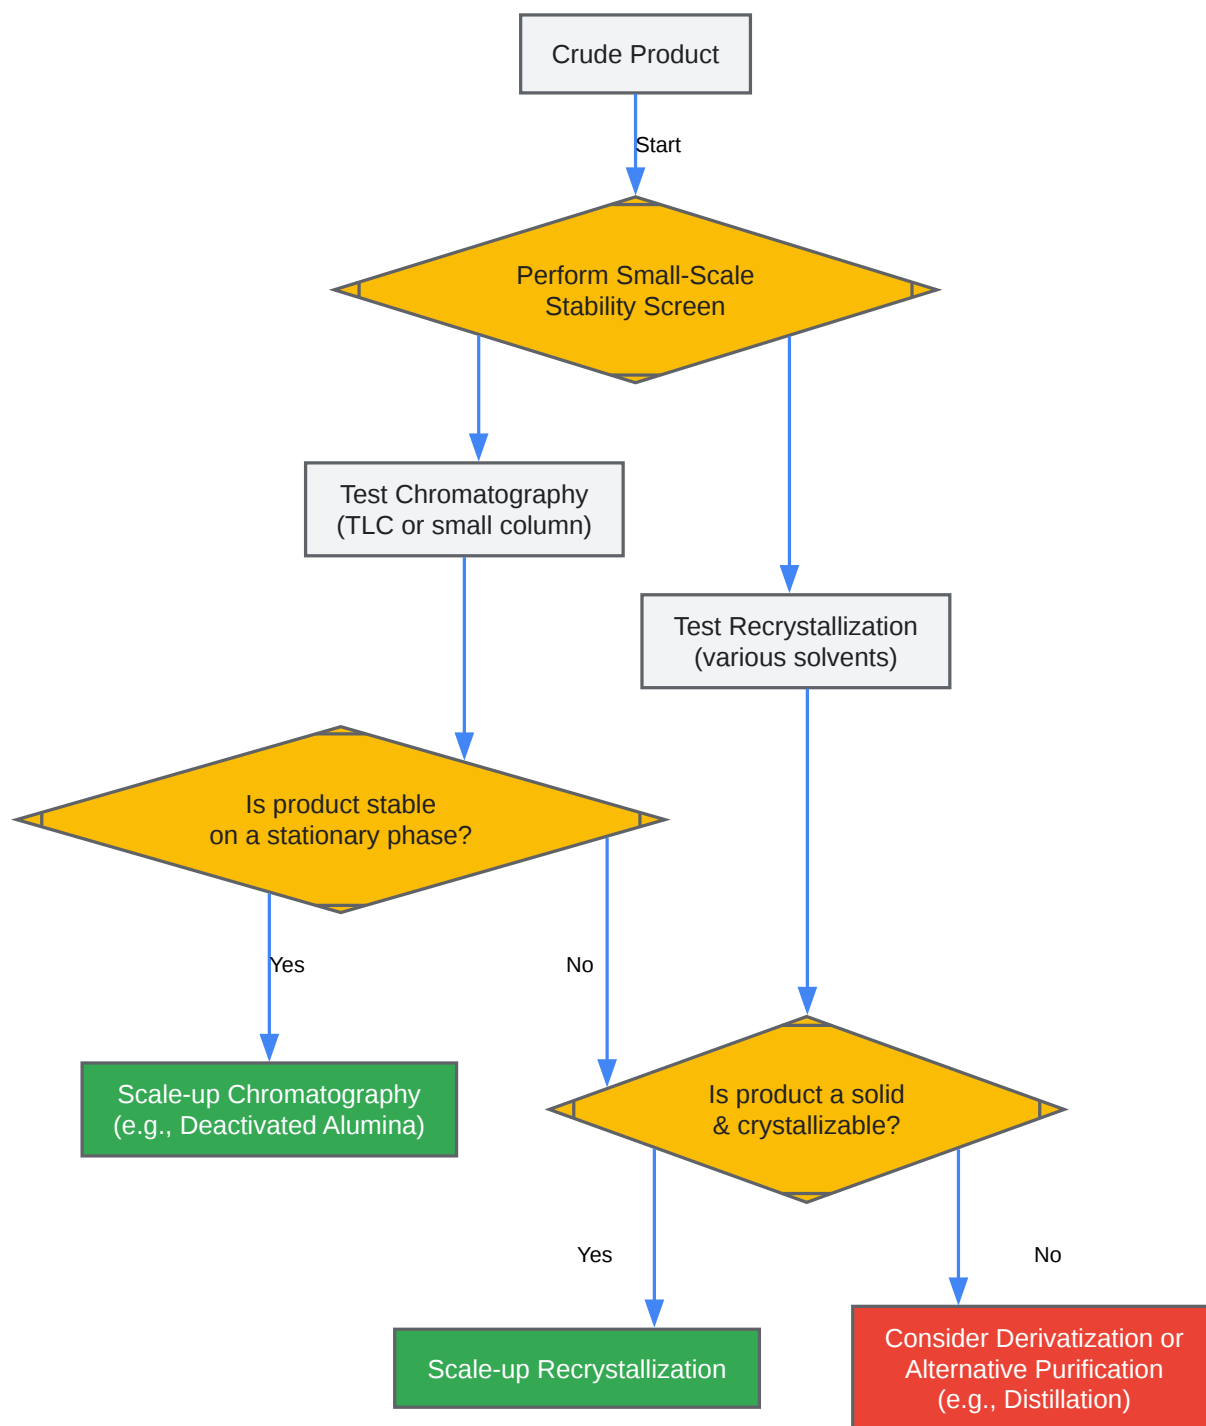 Crude Product
Start
Perform Small-Scale
Stability Screen
Test Chromatography
(TLC or small column)
Test Recrystallization
(various solvents)
Is product stable
on a stationary phase?
Yes
No
Scale-up Chromatography
(e.g., Deactivated Alumina)
Is product a solid
& crystallizable?
Yes
No
Scale-up Recrystallization
Consider Derivatization or
Alternative Purification
(e.g., Distillation)